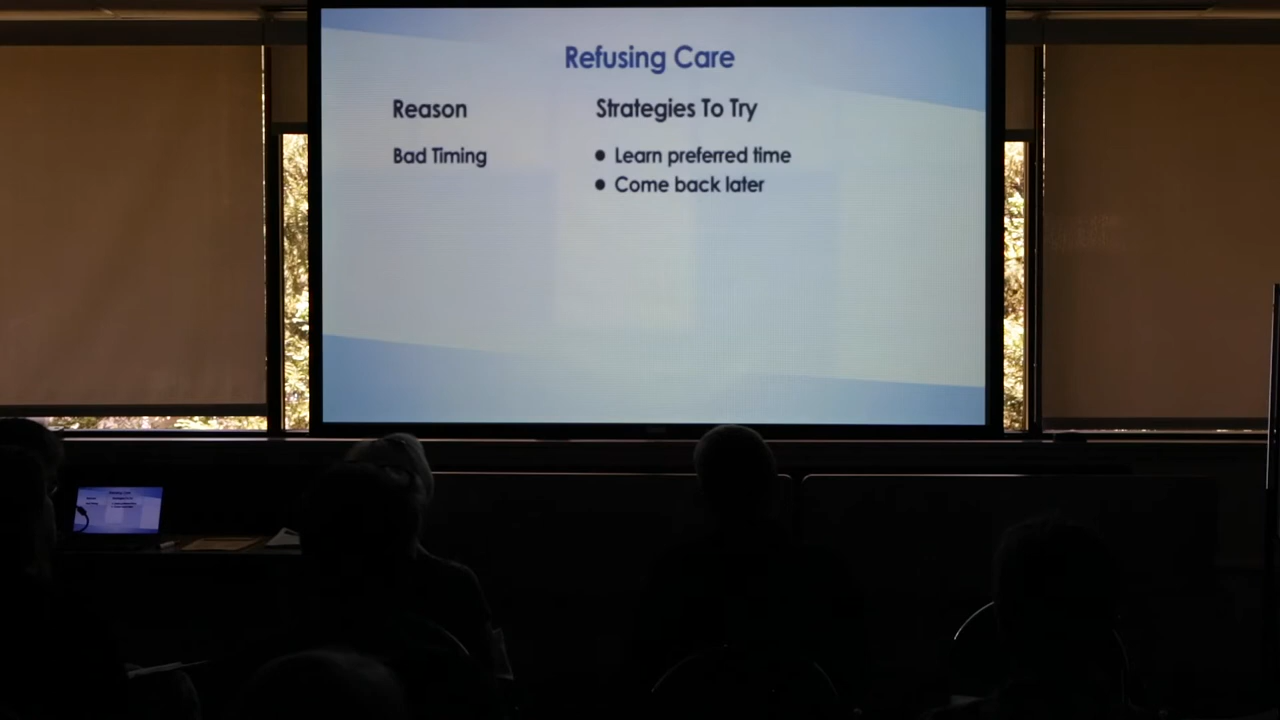 Refusing Care
Reason Strategies To Try
Bad Timing ● Learn preferred time
● Come back later